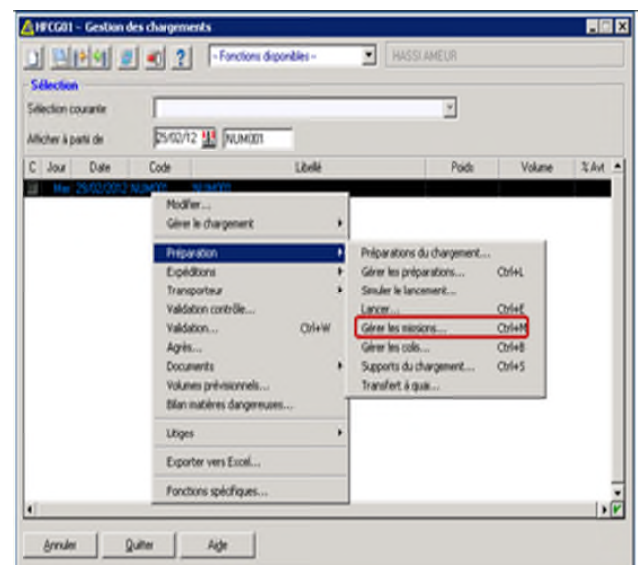 HFCG01 - Gestion des chargements
- Fonctions disponibles -
HASSI AMEUR
Sélection
Sélection courante
Afficher à partir de 25/02/12 NUM001
C Jour Date Code Libellé Poids Volume %Avt
Mer 29/02/2012 NUM001 NUM001
Modifier...
Gérer le chargement
Préparation
Expéditions
Transporteur
Validation contrôle...
Validation... Ctrl+W
Agrès...
Documents
Volumes prévisionnels...
Bilan matières dangereuses...
Litiges
Exporter vers Excel...
Fonctions spécifiques...
Préparations du chargement...
Gérer les préparations... Ctrl+L
Simuler le lancement...
Lancer... Ctrl+E
Gérer les missions... Ctrl+M
Gérer les colis... Ctrl+B
Supports du chargement... Ctrl+S
Transfert à quai...
Annuler Quitter Aide